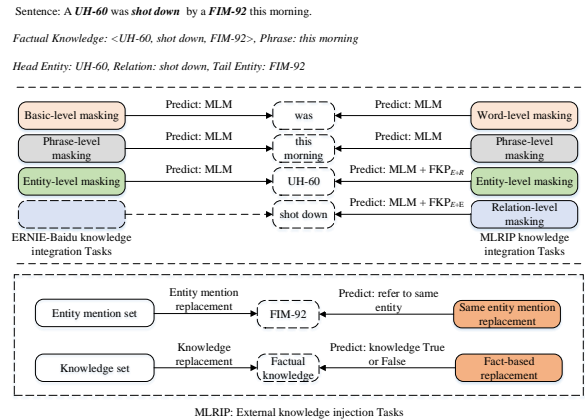 Sentence: A UH-60 was shot down by a FIM-92 this morning.
Factual Knowledge: <UH-60, shot down, FIM-92>, Phrase: this morning
Head Entity: UH-60, Relation: shot down, Tail Entity: FIM-92
Basic-level masking Predict: MLM was Predict: MLM Word-level masking
Phrase-level masking Predict: MLM this morning Predict: MLM Phrase-level masking
Entity-level masking Predict: MLM UH-60 Predict: MLM + FKP_E+R Entity-level masking
shot down Predict: MLM + FKP_E+E Relation-level masking
ERNIE-Baidu knowledge integration Tasks
MLRIP knowledge integration Tasks
Entity mention set Entity mention replacement FIM-92 Predict: refer to same entity Same entity mention replacement
Knowledge set Knowledge replacement Factual knowledge Predict: knowledge True or False Fact-based replacement
MLRIP: External knowledge injection Tasks